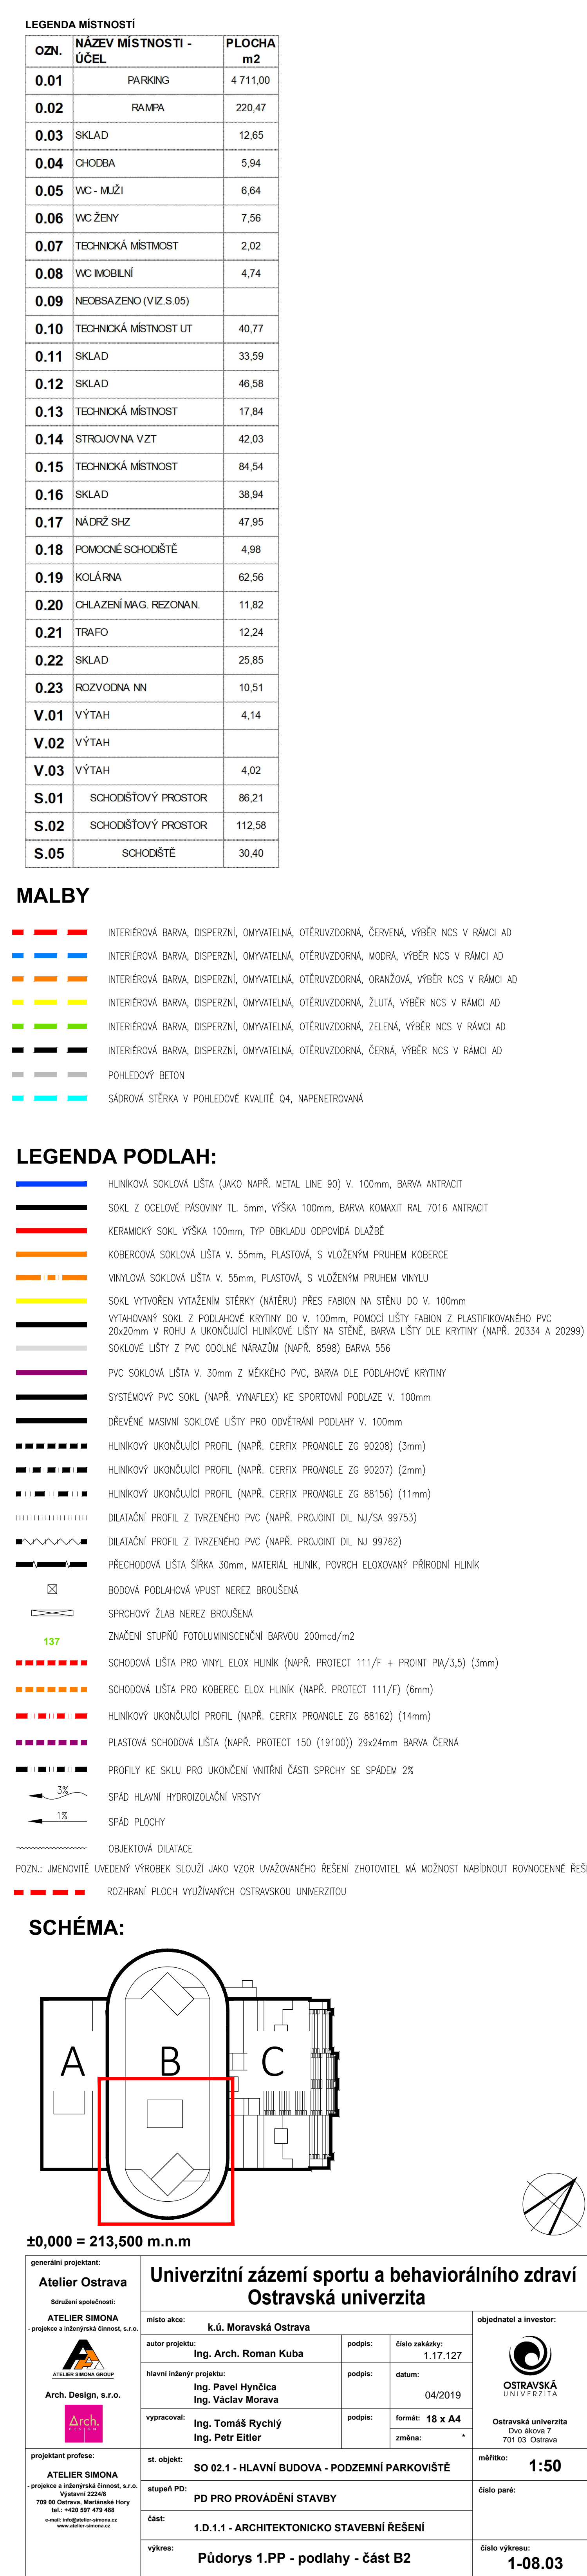 LEGENDA MÍSTNOSTÍ
OZN. NÁZEV MÍSTNOSTI - ÚČEL PLOCHA m2
0.01 PARKING 4 711,00
0.02 RAMPA 220,47
0.03 SKLAD 12,65
0.04 CHODBA 5,94
0.05 WC - MUŽI 6,64
0.06 WC ŽENY 7,56
0.07 TECHNICKÁ MÍSTMOST 2,02
0.08 WC IMOBILNÍ 4,74
0.09 NEOBSAZENO (VIZ.S.05)
0.10 TECHNICKÁ MÍSTNOST UT 40,77
0.11 SKLAD 33,59
0.12 SKLAD 46,58
0.13 TECHNICKÁ MÍSTNOST 17,84
0.14 STROJOVNA VZT 42,03
0.15 TECHNICKÁ MÍSTNOST 84,54
0.16 SKLAD 38,94
0.17 NÁDRŽ SHZ 47,95
0.18 POMOCNÉ SCHODIŠTĚ 4,98
0.19 KOLÁRNA 62,56
0.20 CHLAZENÍ MAG. REZONAN. 11,82
0.21 TRAFO 12,24
0.22 SKLAD 25,85
0.23 ROZVODNA NN 10,51
V.01 VÝTAH 4,14
V.02 VÝTAH
V.03 VÝTAH 4,02
S.01 SCHODIŠŤOVÝ PROSTOR 86,21
S.02 SCHODIŠŤOVÝ PROSTOR 112,58
S.05 SCHODIŠTĚ 30,40
MALBY
INTERIÉROVÁ BARVA, DISPERZNÍ, OMYVATELNÁ, OTĚRUVZDORNÁ, ČERVENÁ, VÝBĚR NCS V RÁMCI AD
INTERIÉROVÁ BARVA, DISPERZNÍ, OMYVATELNÁ, OTĚRUVZDORNÁ, MODRÁ, VÝBĚR NCS V RÁMCI AD
INTERIÉROVÁ BARVA, DISPERZNÍ, OMYVATELNÁ, OTĚRUVZDORNÁ, ORANŽOVÁ, VÝBĚR NCS V RÁMCI AD
INTERIÉROVÁ BARVA, DISPERZNÍ, OMYVATELNÁ, OTĚRUVZDORNÁ, ŽLUTÁ, VÝBĚR NCS V RÁMCI AD
INTERIÉROVÁ BARVA, DISPERZNÍ, OMYVATELNÁ, OTĚRUVZDORNÁ, ZELENÁ, VÝBĚR NCS V RÁMCI AD
INTERIÉROVÁ BARVA, DISPERZNÍ, OMYVATELNÁ, OTĚRUVZDORNÁ, ČERNÁ, VÝBĚR NCS V RÁMCI AD
POHLEDOVÝ BETON
SÁDROVÁ STĚRKA V POHLEDOVÉ KVALITĚ Q4, NAPENETROVANÁ
LEGENDA PODLAH:
HLINÍKOVÁ SOKLOVÁ LIŠTA (JAKO NAPŘ. METAL LINE 90) V. 100mm, BARVA ANTRACIT
SOKL Z OCELOVÉ PÁSOVINY TL. 5mm, VÝŠKA 100mm, BARVA KOMAXIT RAL 7016 ANTRACIT
KERAMICKÝ SOKL VÝŠKA 100mm, TYP OBKLADU ODPOVÍDÁ DLAŽBĚ
KOBERCOVÁ SOKLOVÁ LIŠTA V. 55mm, PLASTOVÁ, S VLOŽENÝM PRUHEM KOBERCE
VINYLOVÁ SOKLOVÁ LIŠTA V. 55mm, PLASTOVÁ, S VLOŽENÝM PRUHEM VINYLU
SOKL VYTVOŘEN VYTAŽENÍM STĚRKY (NÁTĚRU) PŘES FABION NA STĚNU DO V. 100mm
VYTAHOVANÝ SOKL Z PODLAHOVÉ KRYTINY DO V. 100mm, POMOCÍ LIŠTY FABION Z PLASTIFIKOVANÉHO PVC
20x20mm V ROHU A UKONČUJÍCÍ HLINÍKOVÉ LIŠTY NA STĚNĚ, BARVA LIŠTY DLE KRYTINY (NAPŘ. 20334 A 20299)
SOKLOVÉ LIŠTY Z PVC ODOLNÉ NÁRAZŮM (NAPŘ. 8598) BARVA 556
PVC SOKLOVÁ LIŠTA V. 30mm Z MĚKKÉHO PVC, BARVA DLE PODLAHOVÉ KRYTINY
SYSTÉMOVÝ PVC SOKL (NAPŘ. VYNAFLEX) KE SPORTOVNÍ PODLAZE V. 100mm
DŘEVĚNÉ MASIVNÍ SOKLOVÉ LIŠTY PRO ODVĚTRÁNÍ PODLAHY V. 100mm
HLINÍKOVÝ UKONČUJÍCÍ PROFIL (NAPŘ. CERFIX PROANGLE ZG 90208) (3mm)
HLINÍKOVÝ UKONČUJÍCÍ PROFIL (NAPŘ. CERFIX PROANGLE ZG 90207) (2mm)
HLINÍKOVÝ UKONČUJÍCÍ PROFIL (NAPŘ. CERFIX PROANGLE ZG 88156) (11mm)
DILATAČNÍ PROFIL Z TVRZENÉHO PVC (NAPŘ. PROJOINT DIL NJ/SA 99753)
DILATAČNÍ PROFIL Z TVRZENÉHO PVC (NAPŘ. PROJOINT DIL NJ 99762)
PŘECHODOVÁ LIŠTA ŠÍŘKA 30mm, MATERIÁL HLINÍK, POVRCH ELOXOVANÝ PŘÍRODNÍ HLINÍK
BODOVÁ PODLAHOVÁ VPUST NEREZ BROUŠENÁ
SPRCHOVÝ ŽLAB NEREZ BROUŠENÁ
137 ZNAČENÍ STUPŇŮ FOTOLUMINISCENČNÍ BARVOU 200mcd/m2
SCHODOVÁ LIŠTA PRO VINYL ELOX HLINÍK (NAPŘ. PROTECT 111/F + PROINT PIA/3,5) (3mm)
SCHODOVÁ LIŠTA PRO KOBEREC ELOX HLINÍK (NAPŘ. PROTECT 111/F) (6mm)
HLINÍKOVÝ UKONČUJÍCÍ PROFIL (NAPŘ. CERFIX PROANGLE ZG 88162) (14mm)
PLASTOVÁ SCHODOVÁ LIŠTA (NAPŘ. PROTECT 150 (19100)) 29x24mm BARVA ČERNÁ
PROFILY KE SKLU PRO UKONČENÍ VNITŘNÍ ČÁSTI SPRCHY SE SPÁDEM 2%
3% SPÁD HLAVNÍ HYDROIZOLAČNÍ VRSTVY
1% SPÁD PLOCHY
OBJEKTOVÁ DILATACE
POZN.: JMENOVITĚ UVEDENÝ VÝROBEK SLOUŽÍ JAKO VZOR UVAŽOVANÉHO ŘEŠENÍ ZHOTOVITEL MÁ MOŽNOST NABÍDNOUT ROVNOCENNÉ ŘEŠ
ROZHRANÍ PLOCH VYUŽÍVANÝCH OSTRAVSKOU UNIVERZITOU
SCHÉMA:
A B C
±0,000 = 213,500 m.n.m
generální projektant:
Atelier Ostrava
Sdružení společností:
ATELIER SIMONA
- projekce a inženýrská činnost, s.r.o.
ATELIER SIMONA GROUP
Arch. Design, s.r.o.
Arch.
DESIGN
projektant profese:
ATELIER SIMONA
- projekce a inženýrská činnost, s.r.o.
Výstavní 2224/8
709 00 Ostrava, Mariánské Hory
tel.: +420 597 479 488
e-mail: info@atelier-simona.cz
www.atelier-simona.cz
Univerzitní zázemí sportu a behaviorálního zdraví
Ostravská univerzita
místo akce:
k.ú. Moravská Ostrava
autor projektu:
Ing. Arch. Roman Kuba
podpis:
číslo zakázky:
1.17.127
hlavní inženýr projektu:
Ing. Pavel Hynčica
Ing. Václav Morava
podpis:
datum:
04/2019
vypracoval:
Ing. Tomáš Rychlý
Ing. Petr Eitler
podpis:
formát: 18 x A4
změna: *
objednatel a investor:
OSTRAVSKÁ
UNIVERZITA
Ostravská univerzita
Dvo ákova 7
701 03 Ostrava
st. objekt:
SO 02.1 - HLAVNÍ BUDOVA - PODZEMNÍ PARKOVIŠTĚ
měřítko:
1:50
stupeň PD:
PD PRO PROVÁDĚNÍ STAVBY
číslo paré:
část:
1.D.1.1 - ARCHITEKTONICKO STAVEBNÍ ŘEŠENÍ
výkres:
Půdorys 1.PP - podlahy - část B2
číslo výkresu:
1-08.03